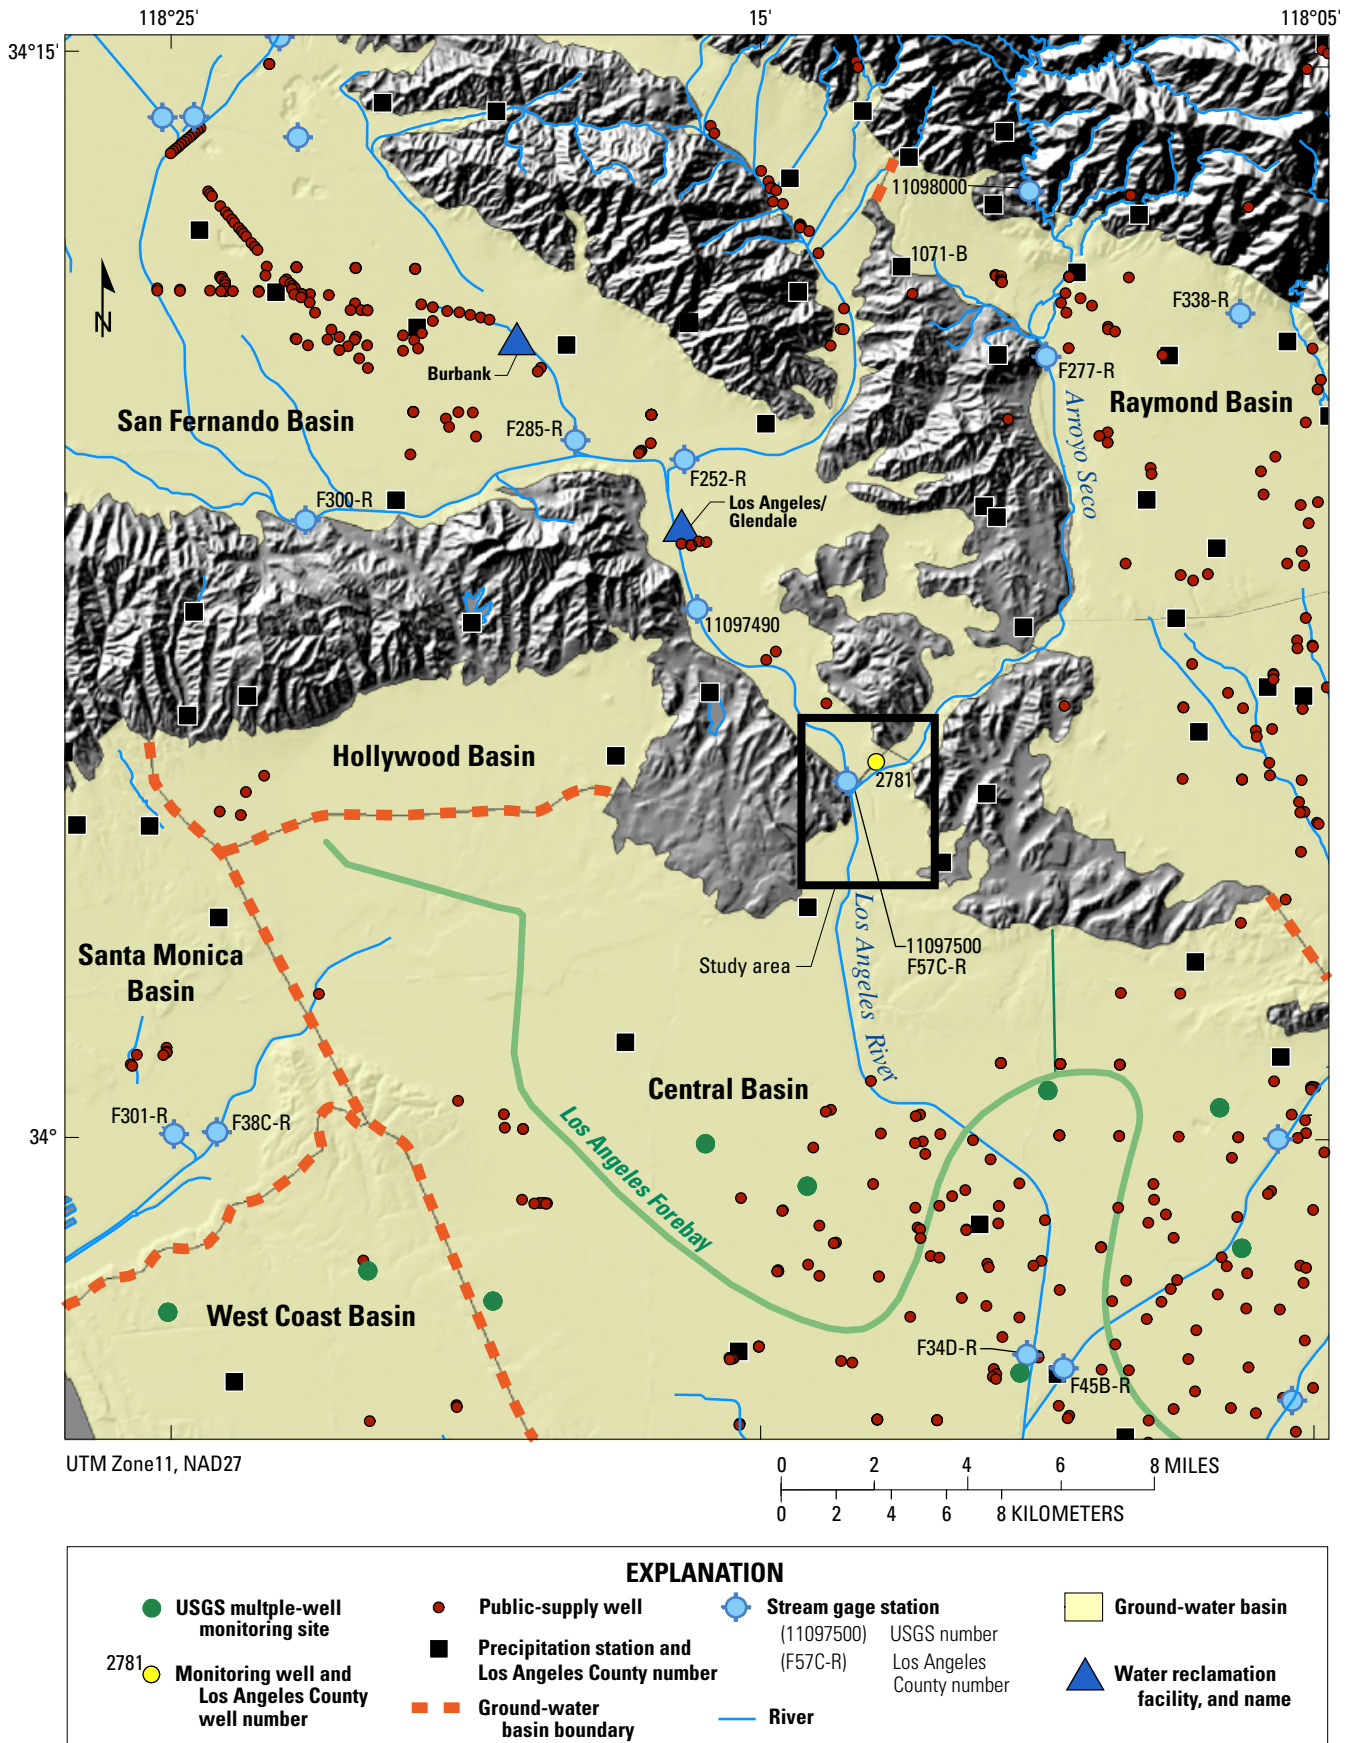 118°25'
15'
118°05'
34°15'
11098000
1071-B
F338-R
N
Burbank
F277-R
San Fernando Basin
Raymond Basin
Arroyo Seco
F285-R
F252-R
F300-R
Los Angeles/
Glendale
11097490
Hollywood Basin
2781
Los Angeles River
11097500
F57C-R
Study area
Santa Monica
Basin
Central Basin
F301-R
F38C-R
34°
Los Angeles Forebay
West Coast Basin
F34D-R
F45B-R
UTM Zone11, NAD27
0 2 4 6 8 MILES
0 2 4 6 8 KILOMETERS
EXPLANATION
USGS multple-well
monitoring site
2781
Monitoring well and
Los Angeles County
well number
Public-supply well
Precipitation station and
Los Angeles County number
Ground-water
basin boundary
Stream gage station
(11097500) USGS number
(F57C-R) Los Angeles
County number
River
Ground-water basin
Water reclamation
facility, and name